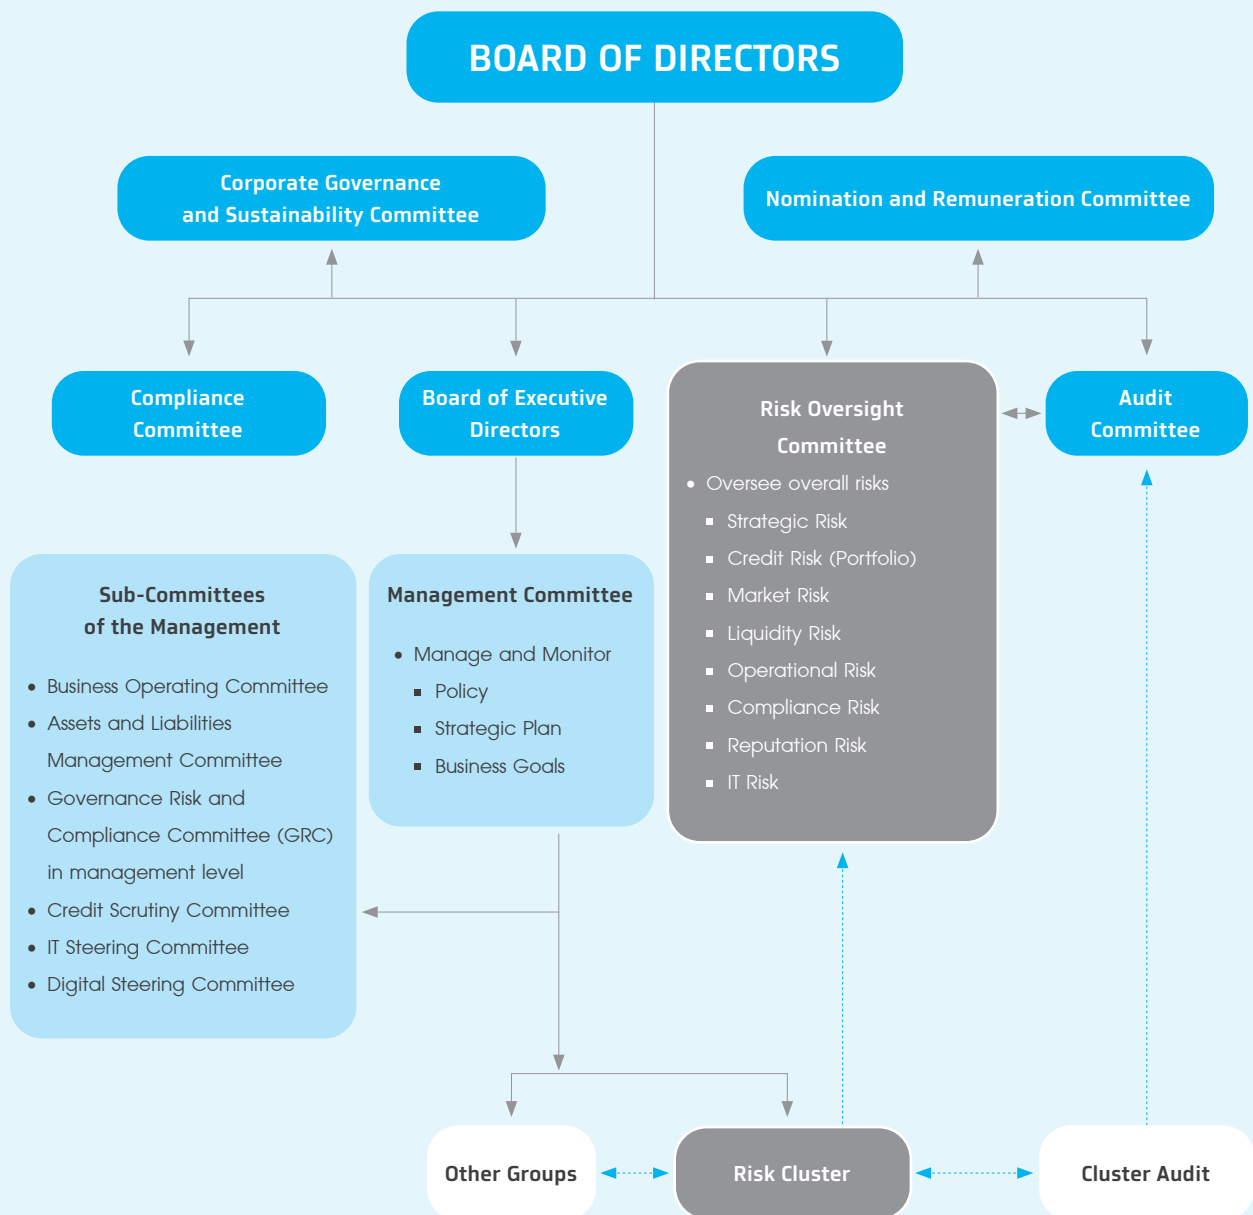 BOARD OF DIRECTORS
Corporate Governance
and Sustainability Committee
Nomination and Remuneration Committee
Compliance
Committee
Board of Executive
Directors
Risk Oversight
Committee
• Oversee overall risks
▪ Strategic Risk
▪ Credit Risk (Portfolio)
▪ Market Risk
▪ Liquidity Risk
▪ Operational Risk
▪ Compliance Risk
▪ Reputation Risk
▪ IT Risk
Audit
Committee
Sub-Committees
of the Management
• Business Operating Committee
• Assets and Liabilities
Management Committee
• Governance Risk and
Compliance Committee (GRC)
in management level
• Credit Scrutiny Committee
• IT Steering Committee
• Digital Steering Committee
Management Committee
• Manage and Monitor
▪ Policy
▪ Strategic Plan
▪ Business Goals
Other Groups
Risk Cluster
Cluster Audit